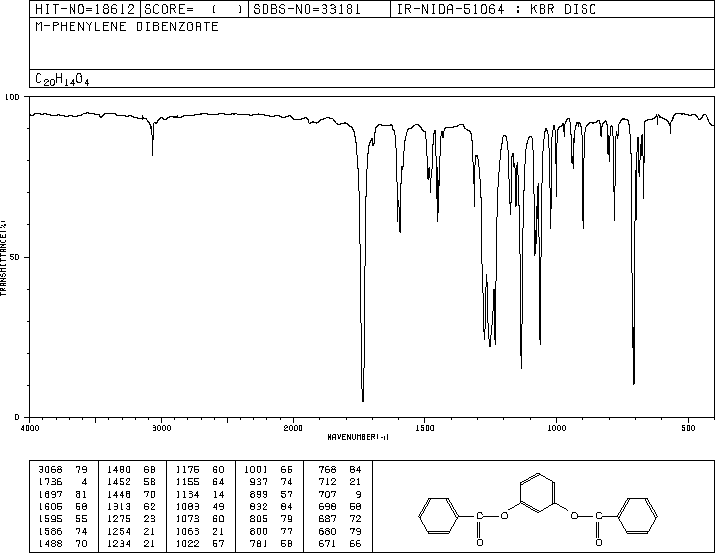 HIT-NO=18612 SCORE= ( ) SDBS-NO=33181 IR-NIDA-51064 : KBR DISC
M-PHENYLENE DIBENZOATE
C20H14O4
100
50
0
TRANSMITTANCE(%)
4000 3000 2000 1500 1000 500
WAVENUMBER(-1)
3068 79 1480 68 1176 60 1001 66 768 84
1736 4 1452 58 1155 64 937 74 712 21
1697 81 1448 70 1134 14 899 57 707 9
1605 58 1313 62 1083 49 832 84 698 58
1595 55 1275 23 1073 60 805 79 687 72
1586 74 1254 21 1063 21 800 77 680 79
1488 70 1234 21 1022 57 781 58 671 66
C O O C
O O